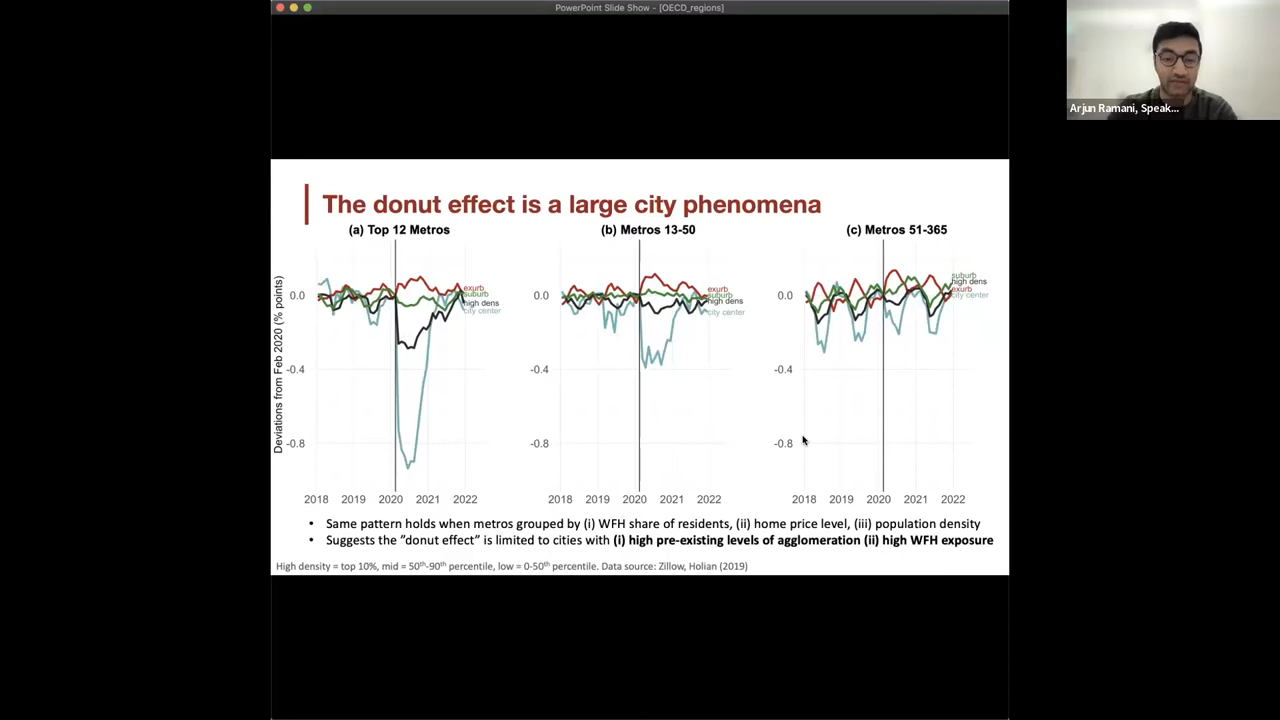 PowerPoint Slide Show - [OECD_regions]
Arjun Ramani, Speak...
The donut effect is a large city phenomena
(a) Top 12 Metros
(b) Metros 13-50
(c) Metros 51-365
Deviations from Feb 2020 (% points)
0.0
-0.4
-0.8
exurb
suburb
high dens
city center
2018 2019 2020 2021 2022
0.0
-0.4
-0.8
exurb
suburb
high dens
city center
2018 2019 2020 2021 2022
0.0
-0.4
-0.8
suburb
high dens
exurb
city center
2018 2019 2020 2021 2022
• Same pattern holds when metros grouped by (i) WFH share of residents, (ii) home price level, (iii) population density
• Suggests the ”donut effect” is limited to cities with (i) high pre-existing levels of agglomeration (ii) high WFH exposure
High density = top 10%, mid = 50th-90th percentile, low = 0-50th percentile. Data source: Zillow, Holian (2019)